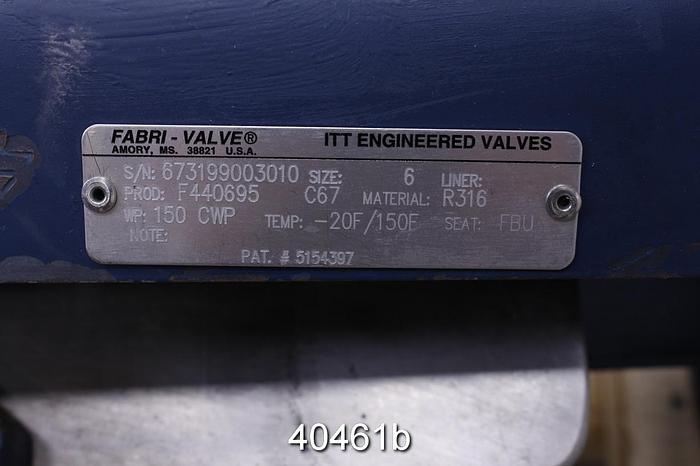 FABRI-VALVE® ITT ENGINEERED VALVES
AMORY, MS. 38821 U.S.A.
S/N: 673199003010 SIZE: 6 LINER:
PROD: F440695 C67 MATERIAL: R316
WP: 150 CWP TEMP: -20F/150F SEAT: FBU
NOTE:
PAT. # 5154397
40461b